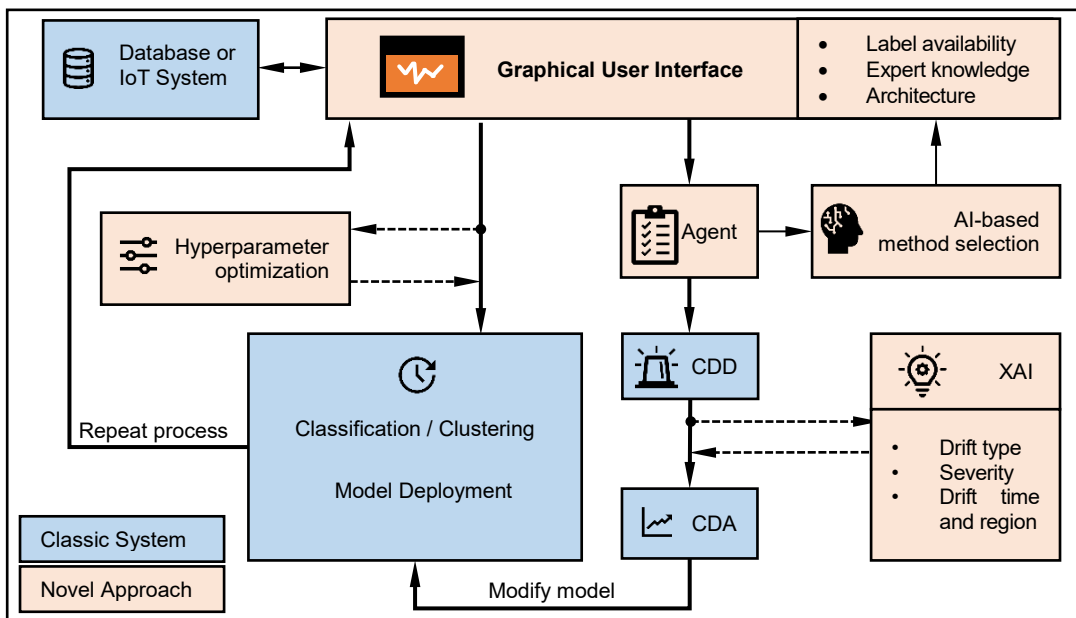 Database or
IoT System
Graphical User Interface
• Label availability
• Expert knowledge
• Architecture
Hyperparameter
optimization
Agent
AI-based
method selection
CDD
XAI
• Drift type
• Severity
• Drift time
and region
Repeat process
Classification / Clustering
Model Deployment
CDA
Classic System
Novel Approach
Modify model